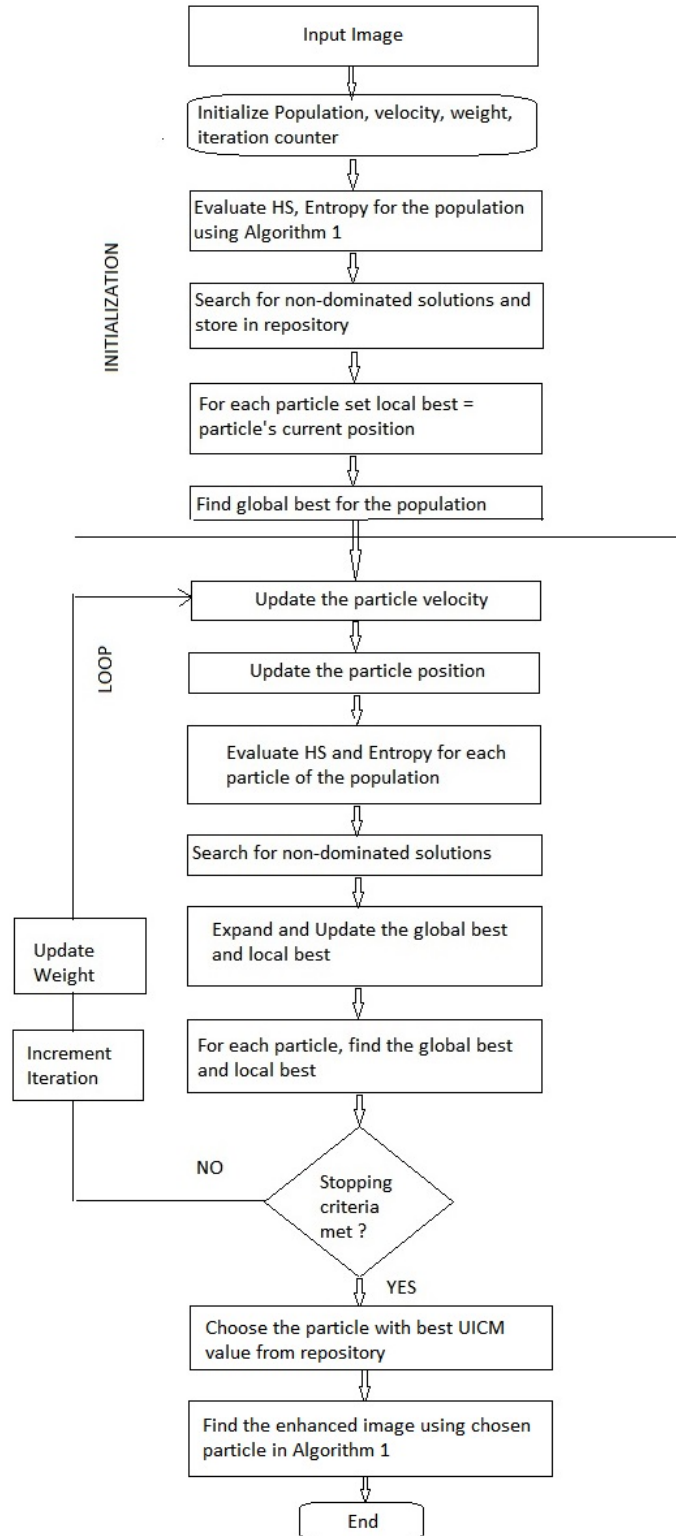 Input Image
Initialize Population, velocity, weight,
iteration counter
Evaluate HS, Entropy for the population
using Algorithm 1
INITIALIZATION
Search for non-dominated solutions and
store in repository
For each particle set local best =
particle's current position
Find global best for the population
Update the particle velocity
LOOP
Update the particle position
Evaluate HS and Entropy for each
particle of the population
Search for non-dominated solutions
Expand and Update the global best
and local best
Update
Weight
For each particle, find the global best
and local best
Increment
Iteration
NO
Stopping
criteria
met ?
YES
Choose the particle with best UICM
value from repository
Find the enhanced image using chosen
particle in Algorithm 1
End